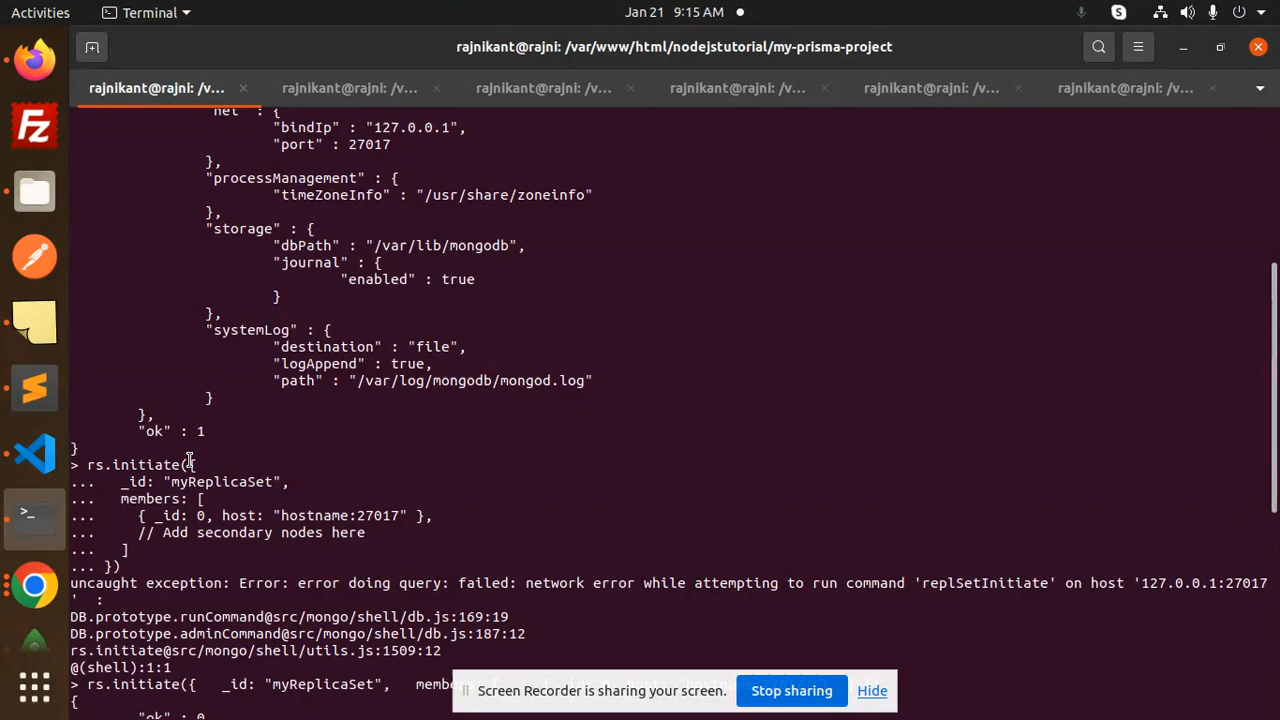 Activities
Terminal
Jan 21 9:15 AM
rajnikant@rajni: /var/www/html/nodejstutorial/my-prisma-project
rajnikant@rajni: /v... × rajnikant@rajni: /v... × rajnikant@rajni: /v... × rajnikant@rajni: /v... × rajnikant@rajni: /v... × rajnikant@rajni: /v... ×
"net" : {
"bindIp" : "127.0.0.1",
"port" : 27017
},
"processManagement" : {
"timeZoneInfo" : "/usr/share/zoneinfo"
},
"storage" : {
"dbPath" : "/var/lib/mongodb",
"journal" : {
"enabled" : true
}
},
"systemLog" : {
"destination" : "file",
"logAppend" : true,
"path" : "/var/log/mongodb/mongod.log"
}
},
"ok" : 1
}
> rs.initiate({
... _id: "myReplicaSet",
... members: [
... { _id: 0, host: "hostname:27017" },
... // Add secondary nodes here
... ]
... })
uncaught exception: Error: error doing query: failed: network error while attempting to run command 'replSetInitiate' on host '127.0.0.1:27017
' :
DB.prototype.runCommand@src/mongo/shell/db.js:169:19
DB.prototype.adminCommand@src/mongo/shell/db.js:187:12
rs.initiate@src/mongo/shell/utils.js:1509:12
@(shell):1:1
> rs.initiate({ _id: "myReplicaSet",
{
"ok" : 0
Screen Recorder is sharing your screen. Stop sharing Hide